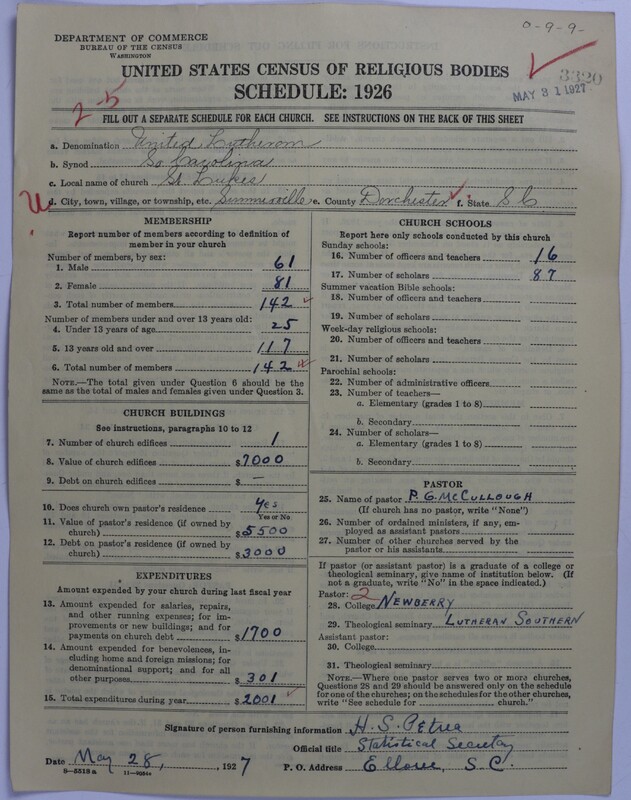 0-9-9-
DEPARTMENT OF COMMERCE
BUREAU OF THE CENSUS
WASHINGTON
UNITED STATES CENSUS OF RELIGIOUS BODIES
SCHEDULE: 1926
3320
MAY 31 1927
2-5
FILL OUT A SEPARATE SCHEDULE FOR EACH CHURCH. SEE INSTRUCTIONS ON THE BACK OF THIS SHEET
a. Denomination United Lutheran
b. Synod So Carolina
c. Local name of church St Lukes
d. City, town, village, or township, etc. Summerville e. County Dorchester f. State S C
MEMBERSHIP
Report number of members according to definition of member in your church
Number of members, by sex:
1. Male 61
2. Female 81
3. Total number of members 142
Number of members under and over 13 years old:
4. Under 13 years of age 25
5. 13 years old and over 117
6. Total number of members 142
NOTE.—The total given under Question 6 should be the same as the total of males and females given under Question 3.
CHURCH BUILDINGS
See instructions, paragraphs 10 to 12
7. Number of church edifices 1
8. Value of church edifices $7000
9. Debt on church edifices $ —
10. Does church own pastor's residence Yes
Yes or No
11. Value of pastor's residence (if owned by church) $5500
12. Debt on pastor's residence (if owned by church) $3000
EXPENDITURES
Amount expended by your church during last fiscal year
13. Amount expended for salaries, repairs, and other running expenses; for improvements or new buildings; and for payments on church debt $1700
14. Amount expended for benevolences, including home and foreign missions; for denominational support; and for all other purposes $301
15. Total expenditures during year $2001
CHURCH SCHOOLS
Report here only schools conducted by this church
Sunday schools:
16. Number of officers and teachers 16
17. Number of scholars 87
Summer vacation Bible schools:
18. Number of officers and teachers
19. Number of scholars
Week-day religious schools:
20. Number of officers and teachers
21. Number of scholars
Parochial schools:
22. Number of administrative officers
23. Number of teachers—
a. Elementary (grades 1 to 8)
b. Secondary
24. Number of scholars—
a. Elementary (grades 1 to 8)
b. Secondary
PASTOR
25. Name of pastor P. G. McCullough
(If church has no pastor, write "None")
26. Number of ordained ministers, if any, employed as assistant pastors
27. Number of other churches served by the pastor or his assistants
If pastor (or assistant pastor) is a graduate of a college or theological seminary, give name of institution below. (If not a graduate, write "No" in the space indicated.)
Pastor: 2
28. College NEWBERRY
29. Theological seminary LUTHERAN SOUTHERN
Assistant pastor:
30. College
31. Theological seminary
NOTE.—Where one pastor serves two or more churches, Questions 28 and 29 should be answered only on the schedule for one of the churches; on the schedules for the other churches, write "See schedule for church."
Signature of person furnishing information H. S. Petrea
Official title Statistical Secretary
Date May 28, 1927 P. O. Address Elloree, S.C.
8-5513a